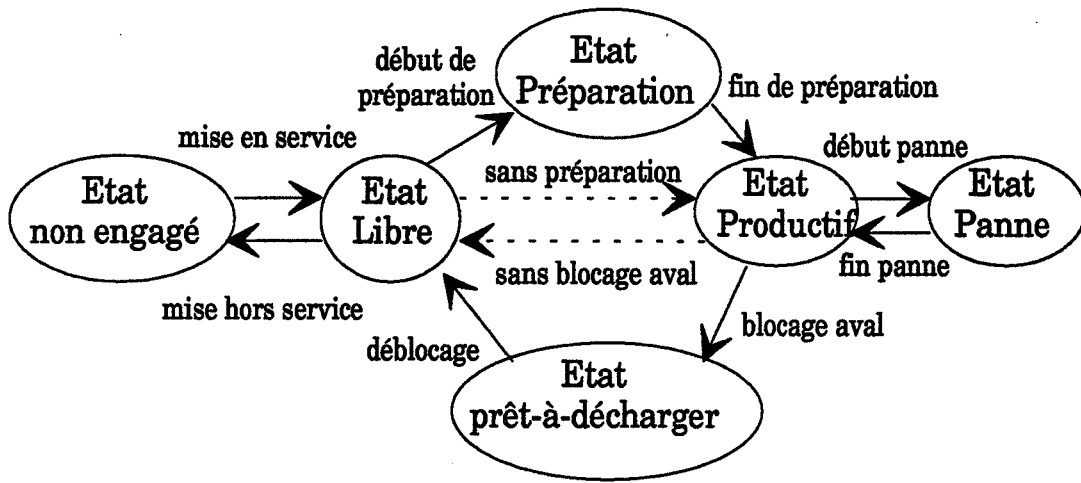 Etat
Préparation
début de
préparation
fin de préparation
mise en service
sans préparation
début panne
Etat
non engagé
Etat
Libre
Etat
Productif
Etat
Panne
sans blocage aval
fin panne
mise hors service
déblocage
blocage aval
Etat
prêt-à-décharger